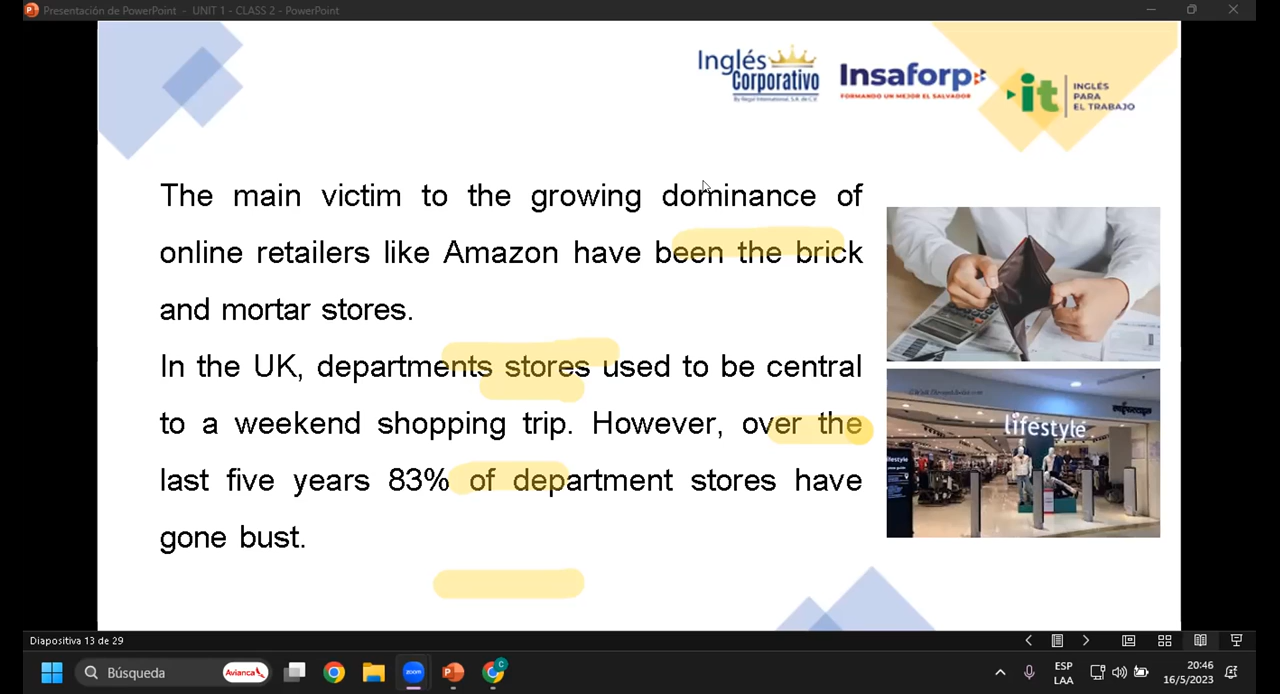 Presentación de PowerPoint - UNIT 1 - CLASS 2 - PowerPoint
Inglés
Corporativo
Insaforp
FORMANDO UN MEJOR EL SALVADOR
it
INGLÉS
PARA
EL TRABAJO
The main victim to the growing dominance of
online retailers like Amazon have been the brick
and mortar stores.
In the UK, departments stores used to be central
to a weekend shopping trip. However, over the
last five years 83% of department stores have
gone bust.
lifestyle
lifestyle
Diapositiva 13 de 29
Búsqueda
Avianca
zoom
ESP
LAA
20:46
16/5/2023